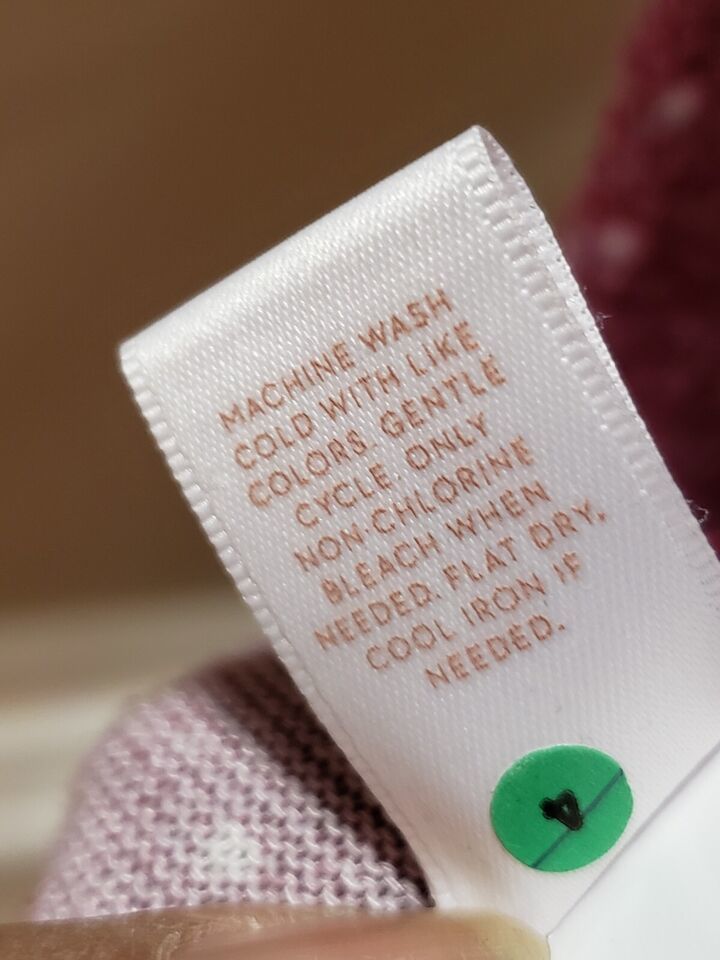 MACHINE WASH
COLD WITH LIKE
COLORS. GENTLE
CYCLE. ONLY
NON-CHLORINE
BLEACH WHEN
NEEDED. FLAT DRY,
COOL IRON IF
NEEDED.